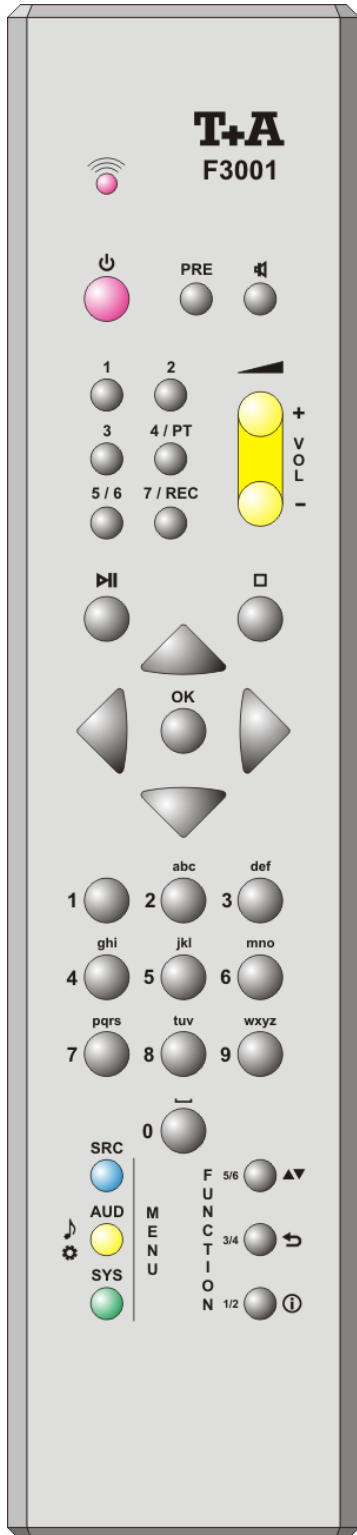 T+A
F3001
PRE
1 2
+
VOL
-
3 4 / PT
5 / 6 7 / REC
OK
abc def
1 2 3
ghi jkl mno
4 5 6
pqrs tuv wxyz
7 8 9
0
SRC
AUD
SYS
MENU
FUNCTION
5/6
3/4
1/2